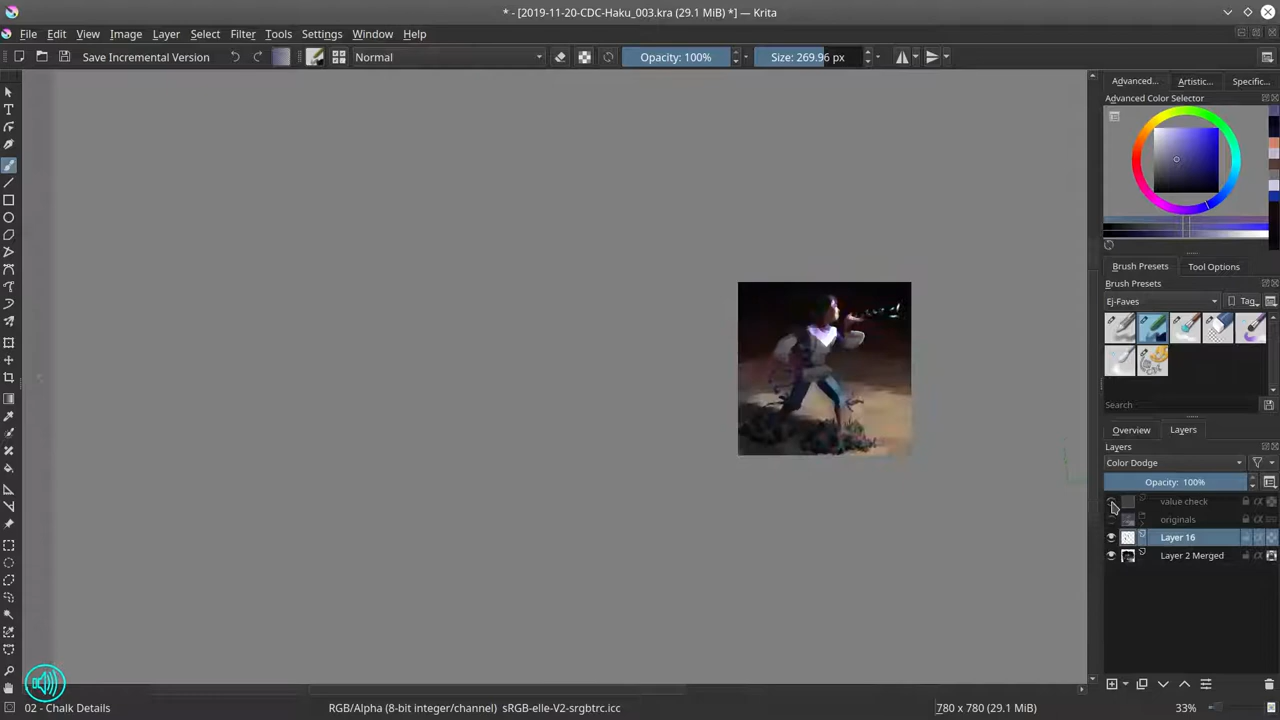 * - [2019-11-20-CDC-Haku_003.kra (29.1 MiB) *] — Krita
File Edit View Image Layer Select Filter Tools Settings Window Help
Save Incremental Version Normal Opacity: 100% Size: 269.96 px
Advanced... Artistic... Specific...
Advanced Color Selector
Brush Presets Tool Options
Brush Presets
Ej-Faves Tag
Search
Overview Layers
Layers
Color Dodge
Opacity: 100%
value check
originals
Layer 16
Layer 2 Merged
02 - Chalk Details RGB/Alpha (8-bit integer/channel) sRGB-elle-V2-srgbtrc.icc 780 x 780 (29.1 MiB) 33%